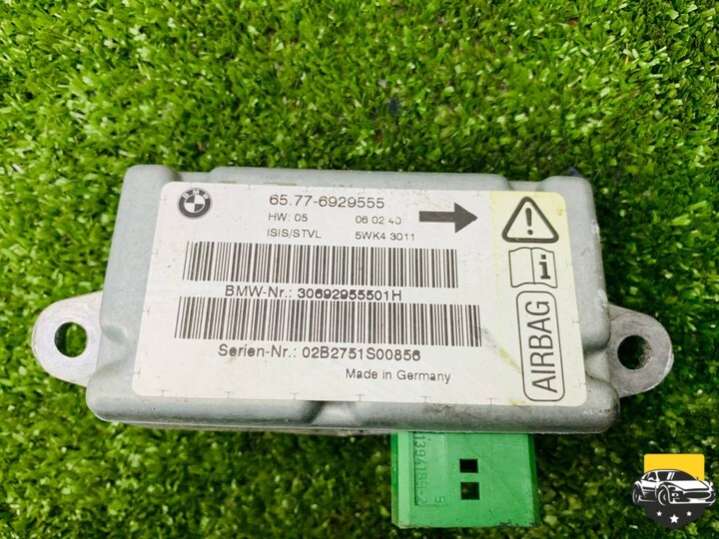 BMW
65.77-6929555
HW: 05 06 02 40
ISIS/STVL 5WK4 3011
BMW-Nr.: 30692955501H
Serien-Nr.: 02B2751S00856
Made in Germany
AIRBAG